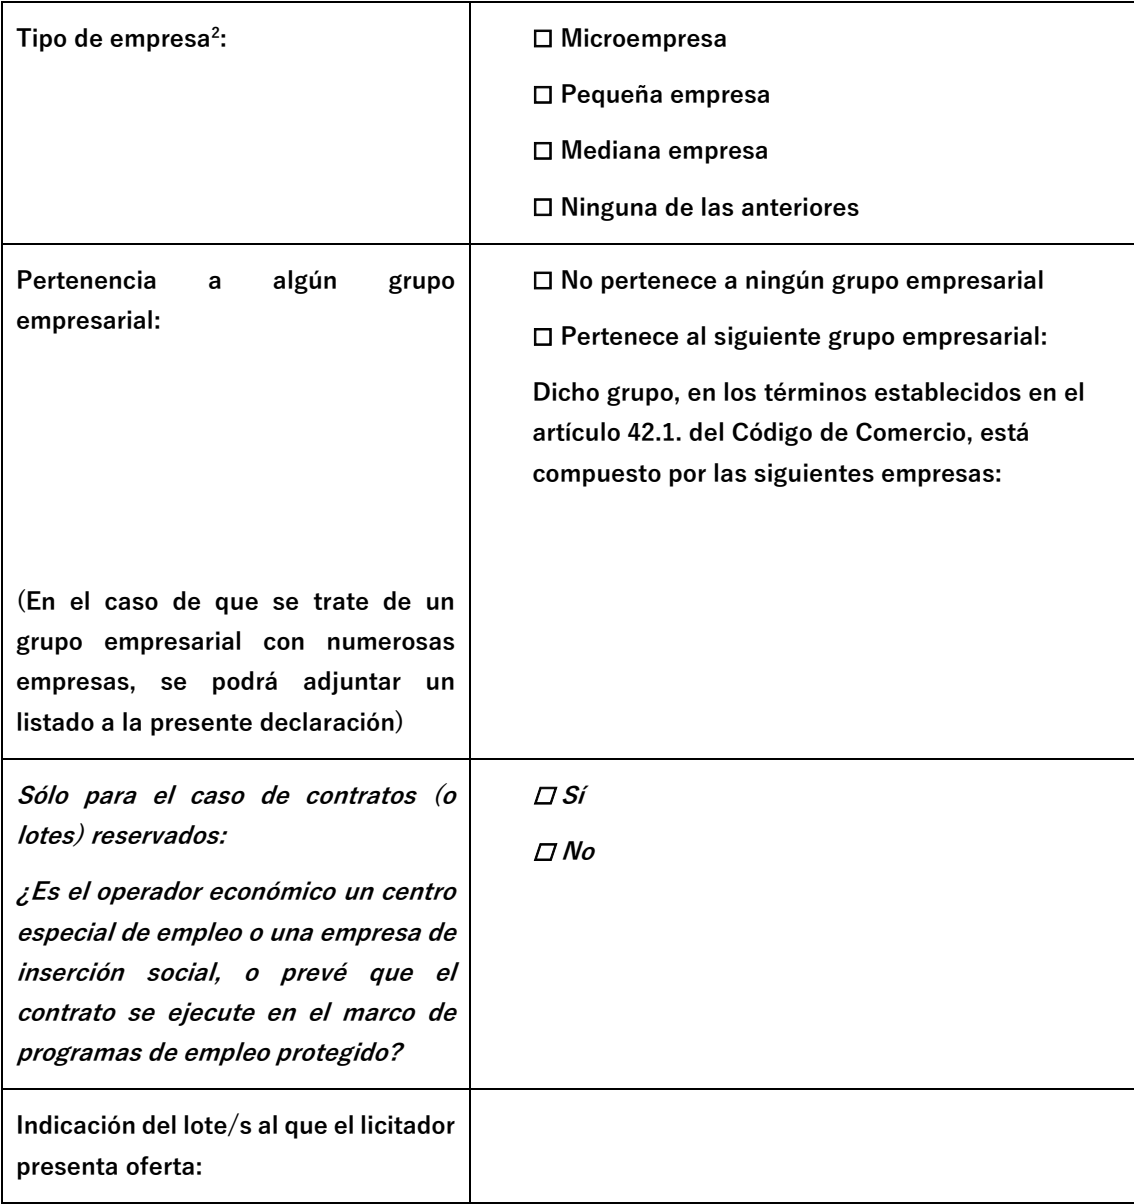 Tipo de empresa²:
☐ Microempresa
☐ Pequeña empresa
☐ Mediana empresa
☐ Ninguna de las anteriores
Pertenencia a algún grupo
empresarial:
(En el caso de que se trate de un
grupo empresarial con numerosas
empresas, se podrá adjuntar un
listado a la presente declaración)
☐ No pertenece a ningún grupo empresarial
☐ Pertenece al siguiente grupo empresarial:
Dicho grupo, en los términos establecidos en el
artículo 42.1. del Código de Comercio, está
compuesto por las siguientes empresas:
Sólo para el caso de contratos (o
lotes) reservados:
¿Es el operador económico un centro
especial de empleo o una empresa de
inserción social, o prevé que el
contrato se ejecute en el marco de
programas de empleo protegido?
☐ Sí
☐ No
Indicación del lote/s al que el licitador
presenta oferta: